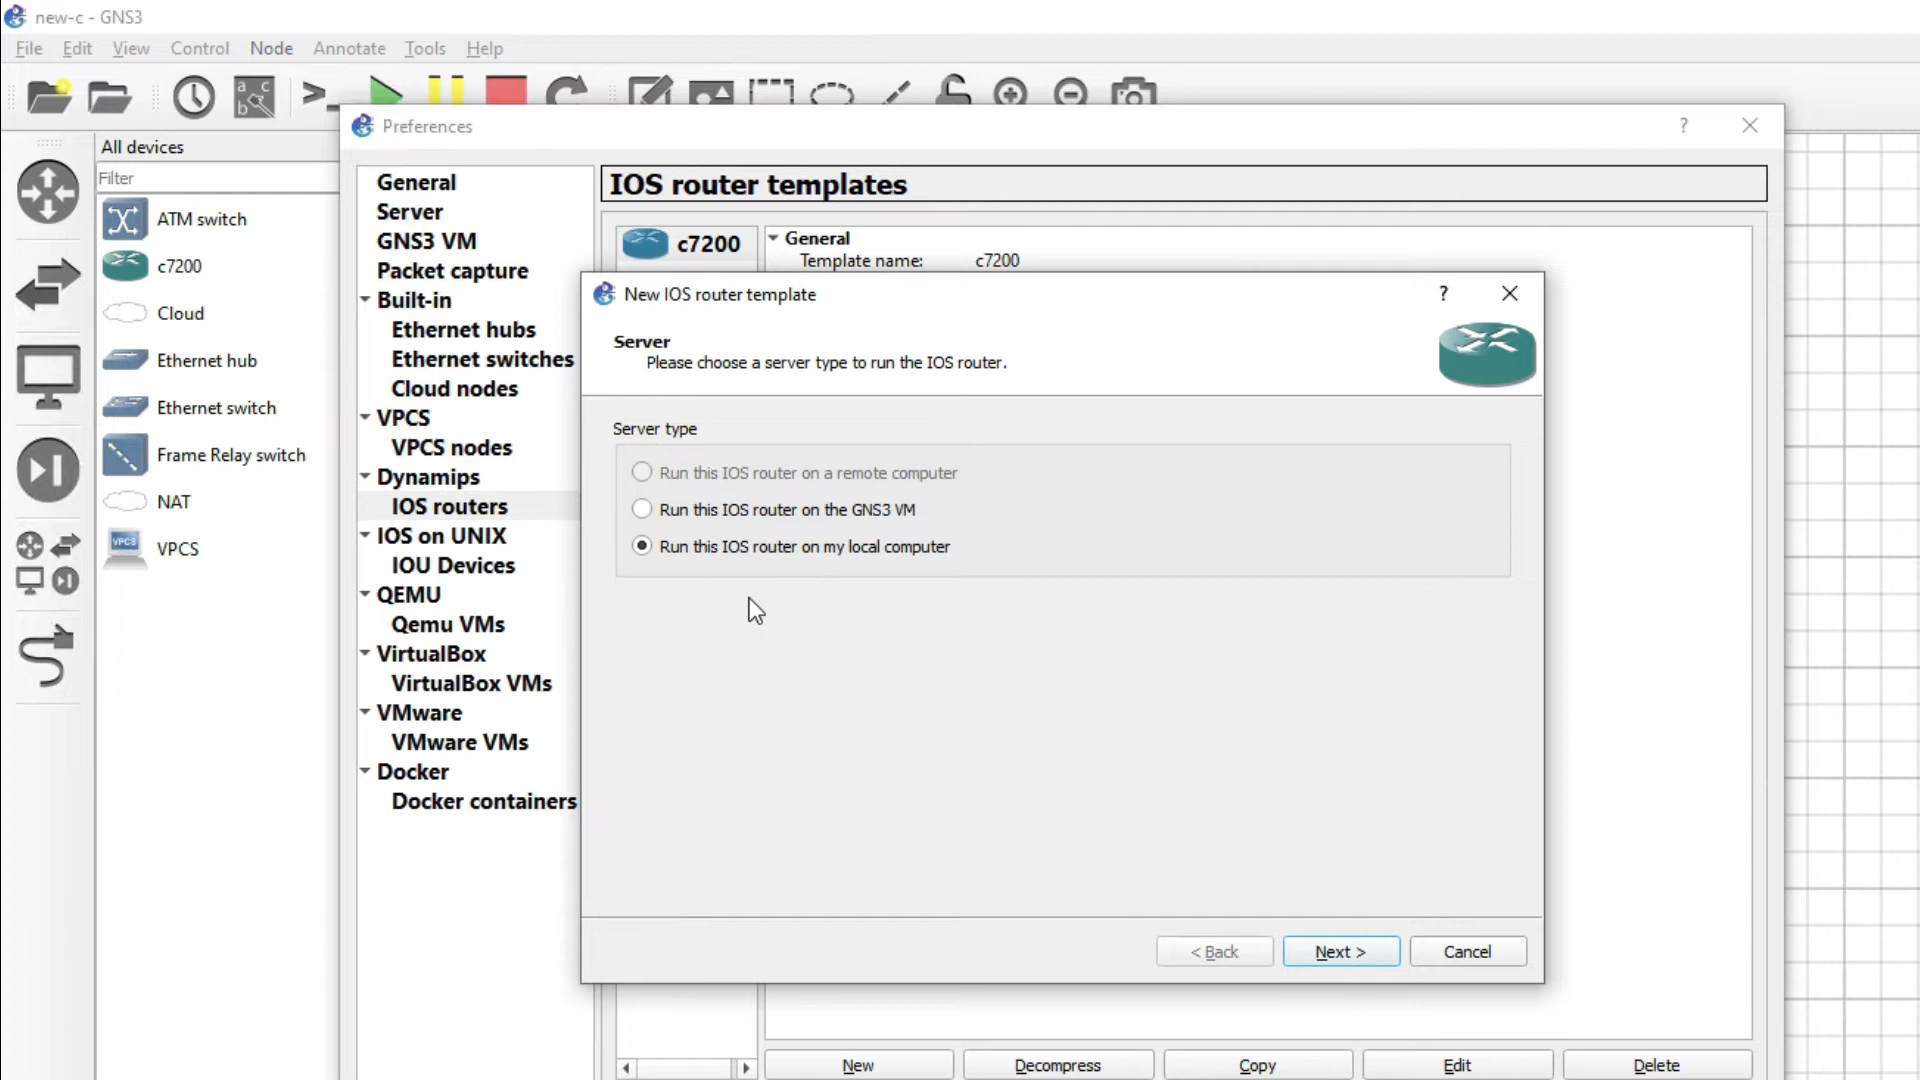 new-c - GNS3
File Edit View Control Node Annotate Tools Help
a c
b
>_
All devices
Filter
ATM switch
c7200
Cloud
Ethernet hub
Ethernet switch
Frame Relay switch
NAT
VPCS
VPCS
Preferences
?
General
Server
GNS3 VM
Packet capture
Built-in
Ethernet hubs
Ethernet switches
Cloud nodes
VPCS
VPCS nodes
Dynamips
IOS routers
IOS on UNIX
IOU Devices
QEMU
Qemu VMs
VirtualBox
VirtualBox VMs
VMware
VMware VMs
Docker
Docker containers
IOS router templates
c7200
General
Template name: c7200
New IOS router template
?
Server
Please choose a server type to run the IOS router.
Server type
Run this IOS router on a remote computer
Run this IOS router on the GNS3 VM
Run this IOS router on my local computer
< Back Next > Cancel
New Decompress Copy Edit Delete